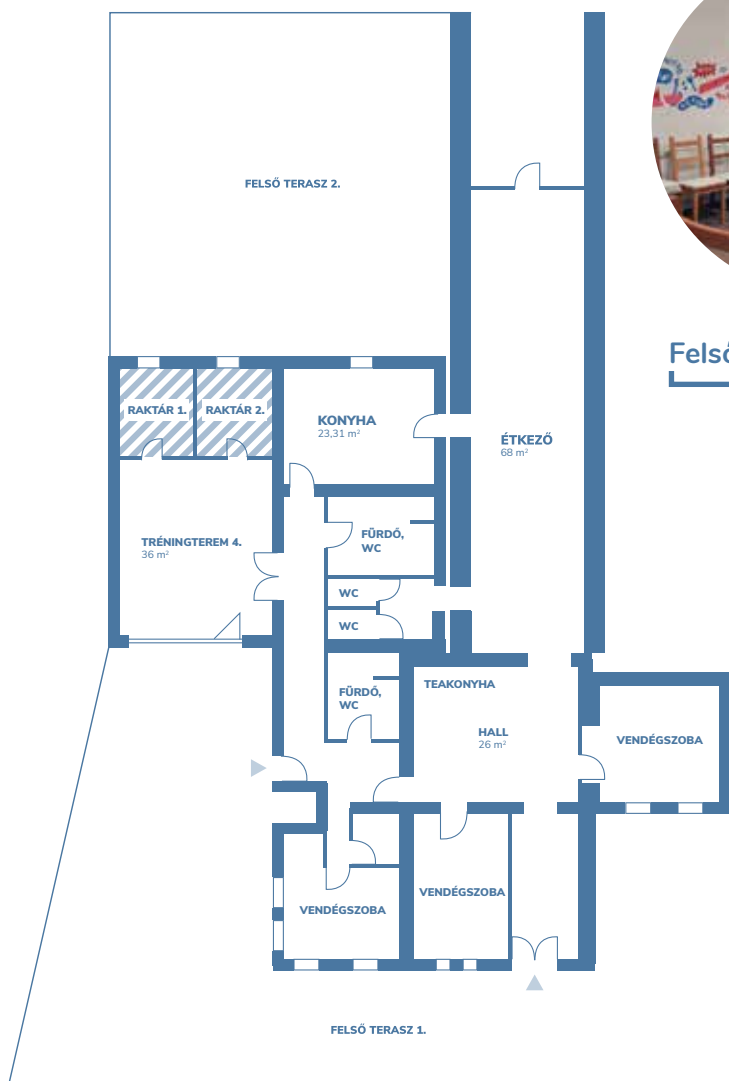 FELSŐ TERASZ 2.
Felső
RAKTÁR 1.
RAKTÁR 2.
KONYHA
23,31 m²
ÉTKEZŐ
68 m²
TRÉNINGTEREM 4.
36 m²
FÜRDŐ,
WC
WC
WC
FÜRDŐ,
WC
TEAKONYHA
HALL
26 m²
VENDÉGSZOBA
VENDÉGSZOBA
VENDÉGSZOBA
FELSŐ TERASZ 1.